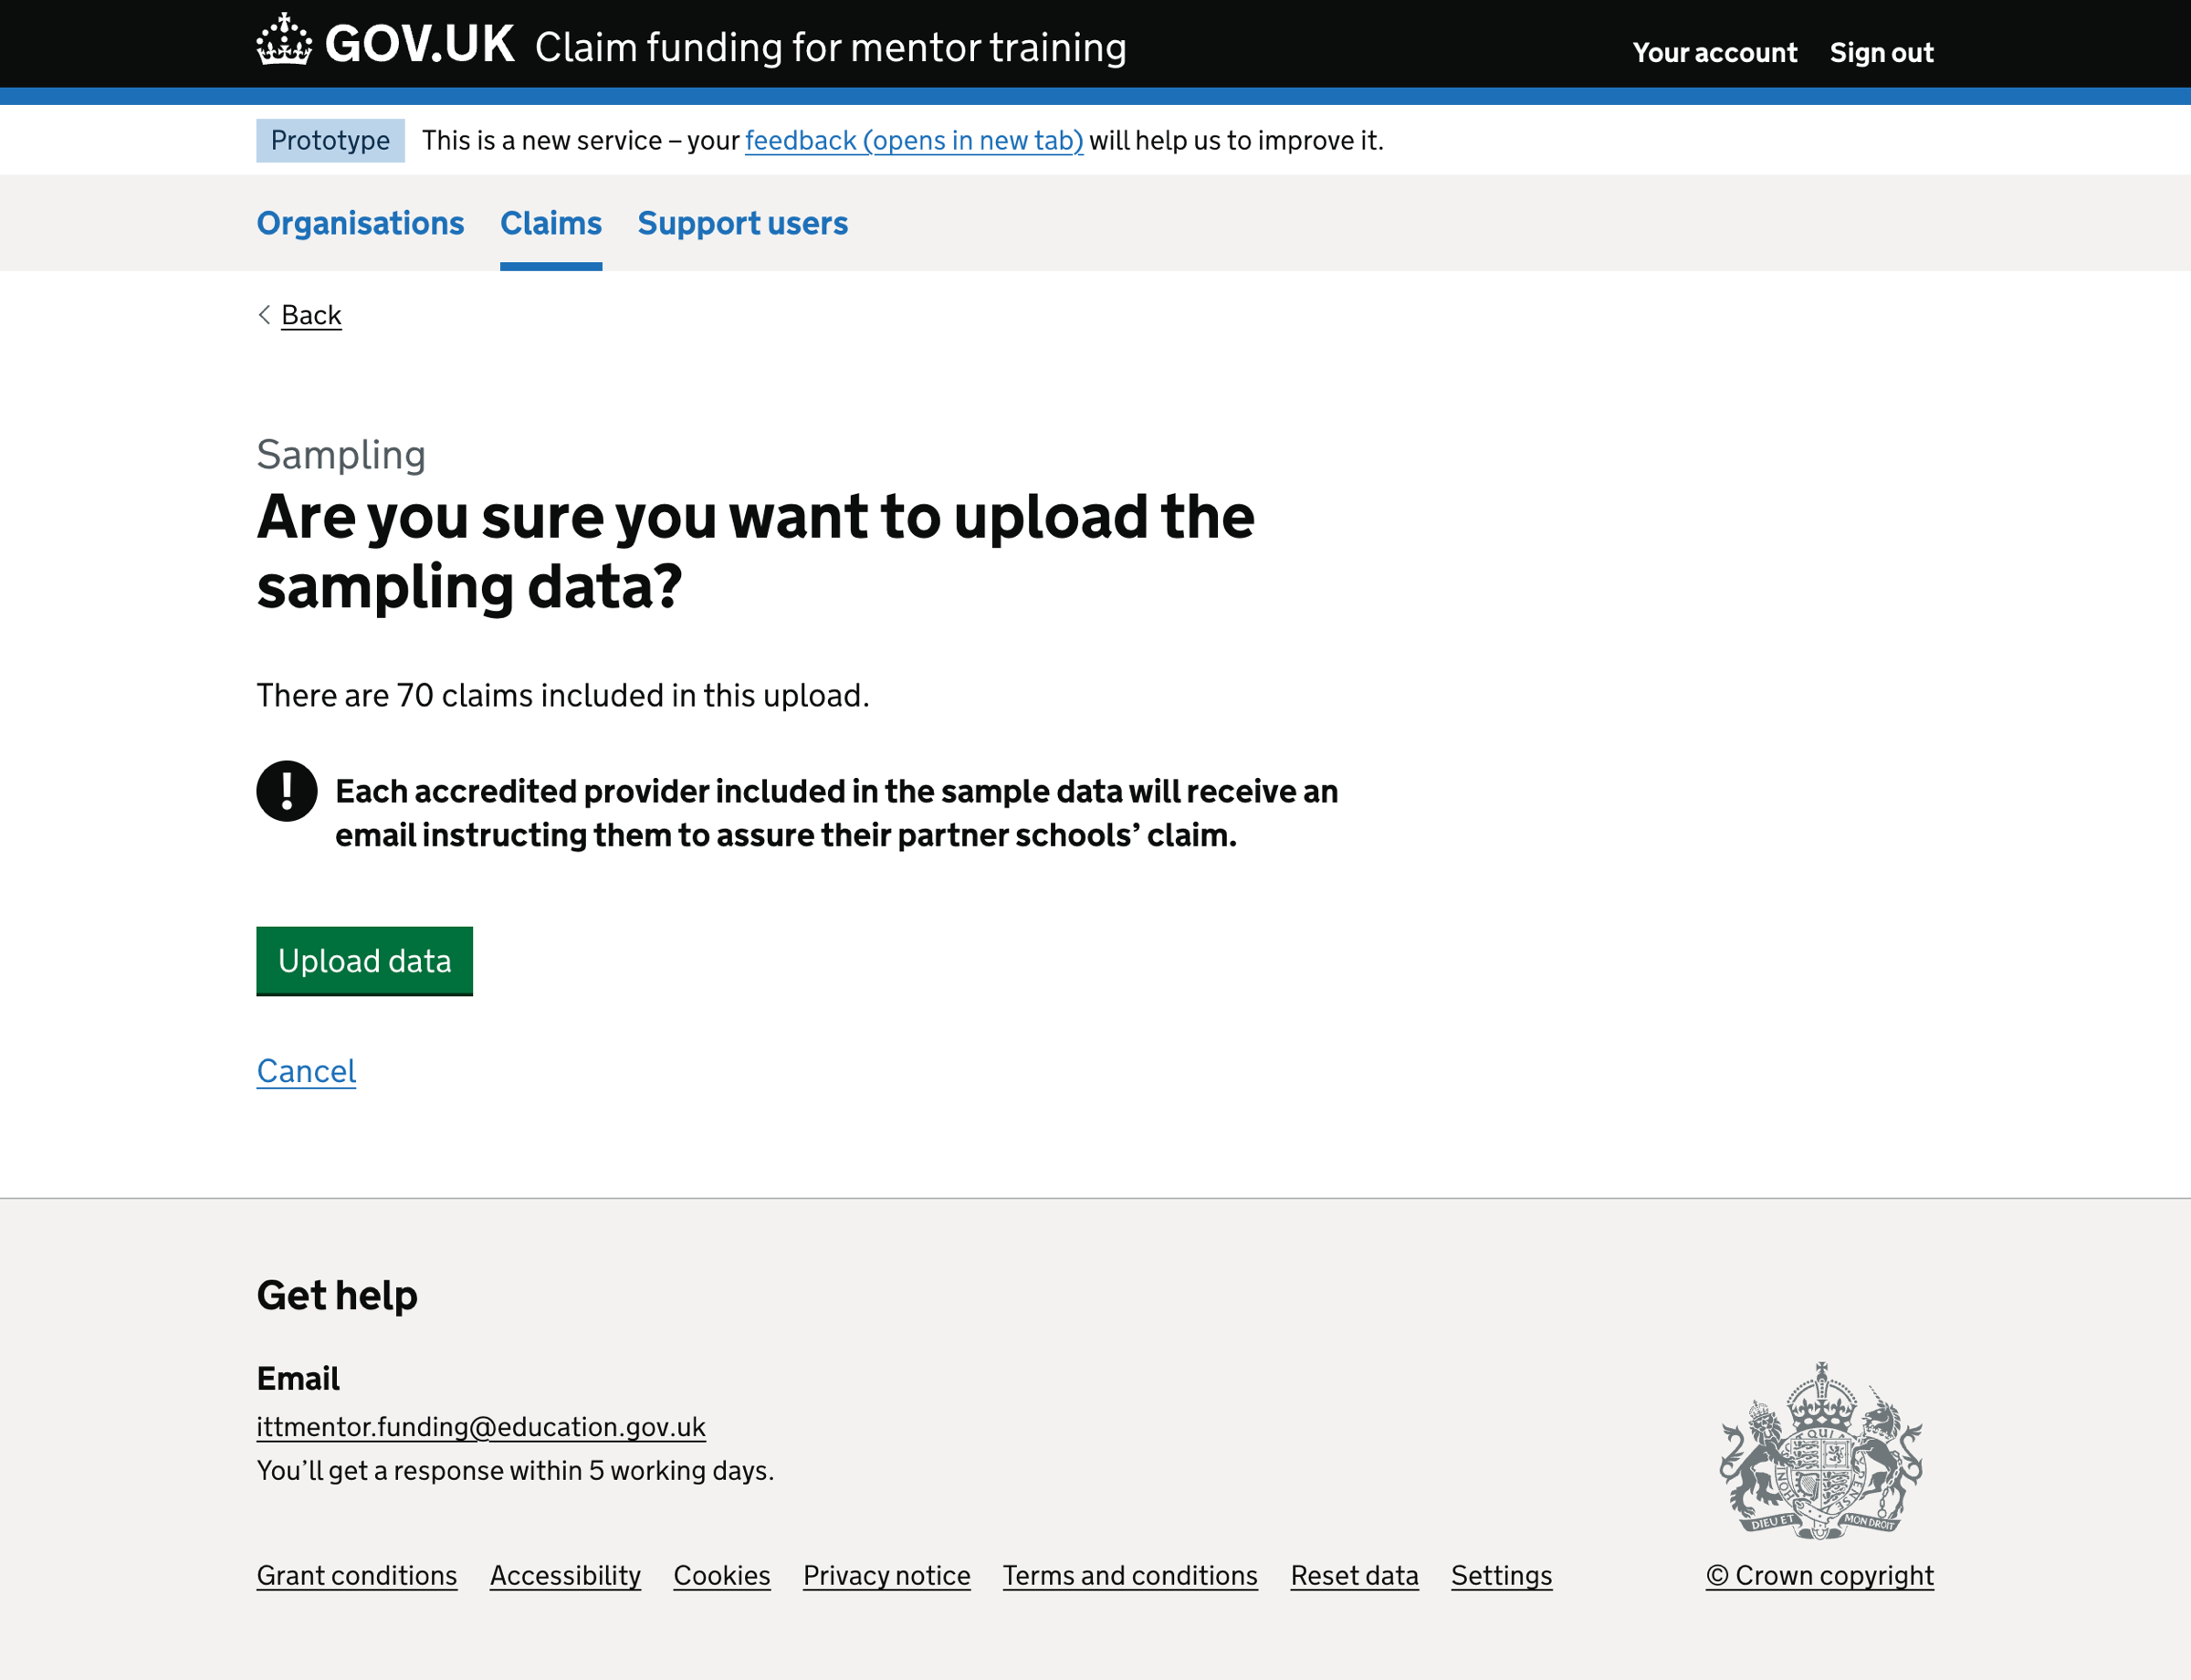 GOV.UK Claim funding for mentor training
Your account Sign out
Prototype This is a new service – your feedback (opens in new tab) will help us to improve it.
Organisations Claims Support users
Back
Sampling
Are you sure you want to upload the
sampling data?
There are 70 claims included in this upload.
! Each accredited provider included in the sample data will receive an
email instructing them to assure their partner schools’ claim.
Upload data
Cancel
Get help
Email
ittmentor.funding@education.gov.uk
You’ll get a response within 5 working days.
DIEU ET MON DROIT
Grant conditions Accessibility Cookies Privacy notice Terms and conditions Reset data Settings © Crown copyright